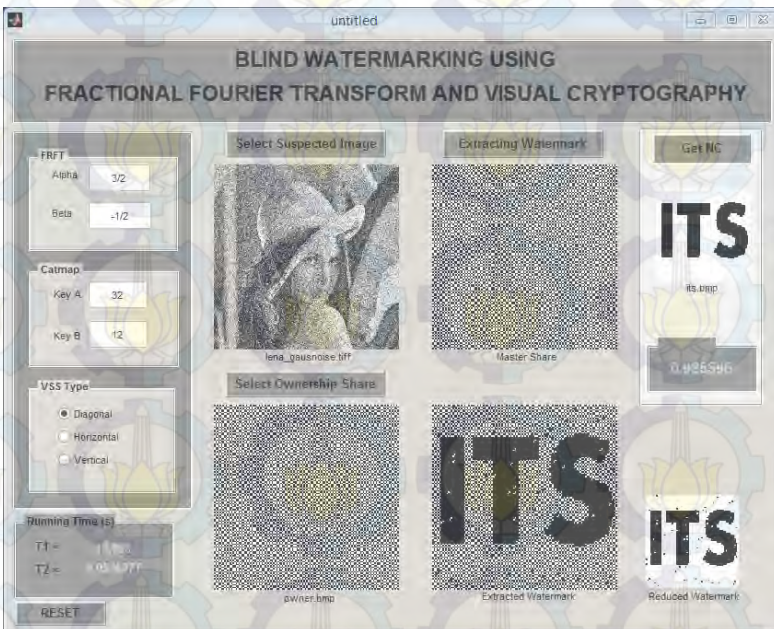 untitled
BLIND WATERMARKING USING
FRACTIONAL FOURIER TRANSFORM AND VISUAL CRYPTOGRAPHY
FRFT
Alpha 3/2
Beta -1/2
Catmap
Key A 32
Key B 12
VSS Type
Diagonal
Horizontal
Vertical
Running Time (s)
T1 =
T2 =
RESET
Select Suspected Image
lena_gausnoise.tiff
Extracting Watermark
Master Share
Select Ownership Share
owner.bmp
ITS
Extracted Watermark
Get NC
ITS
its.bmp
ITS
Reduced Watermark